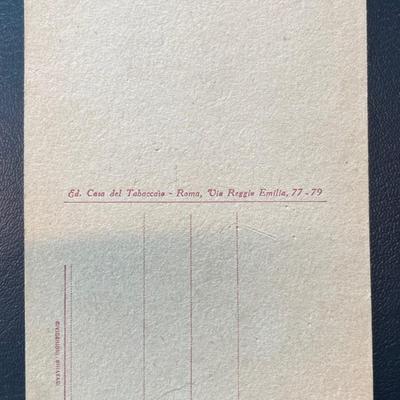 Ed. Casa del Tabaccaio - Roma, Via Reggio Emilia, 77-79